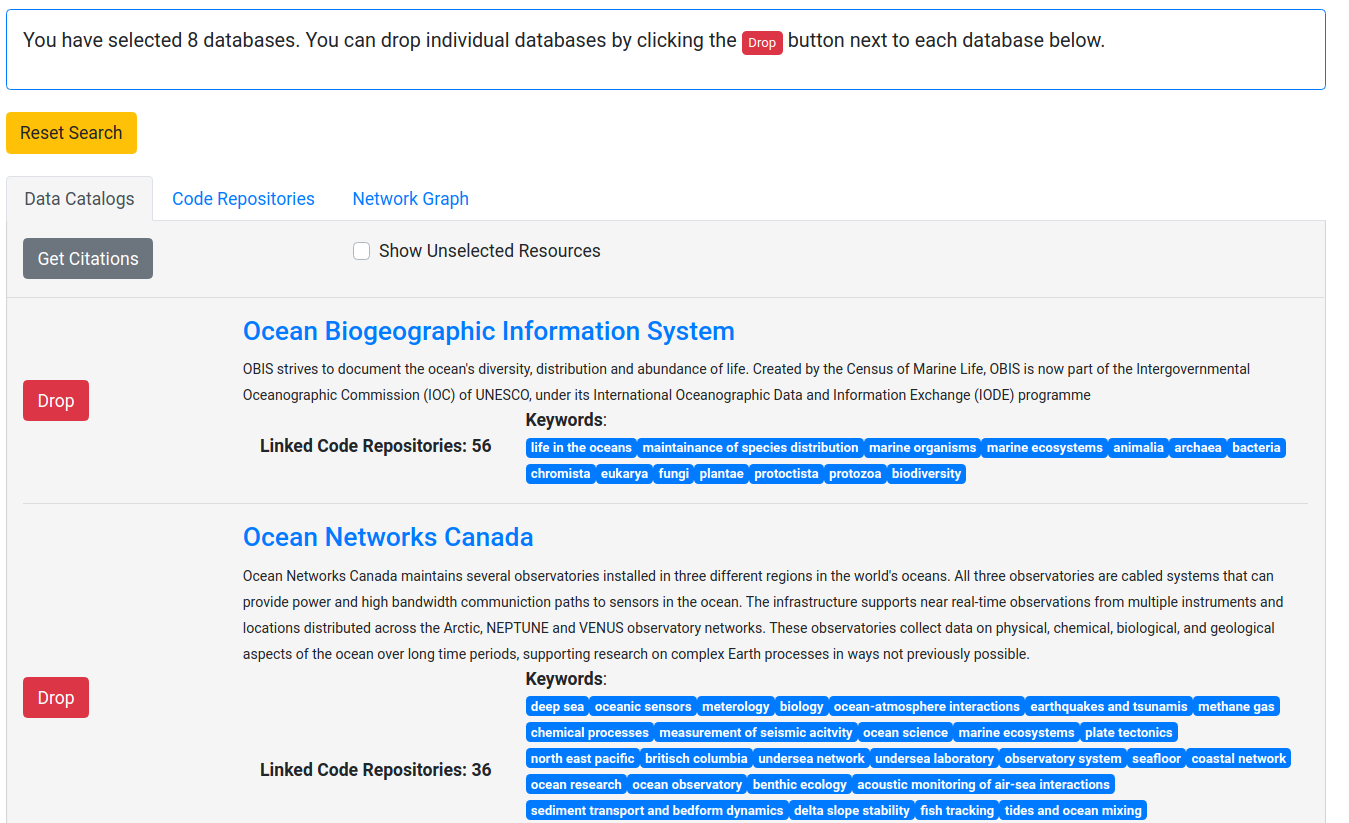 You have selected 8 databases. You can drop individual databases by clicking the Drop button next to each database below.
Reset Search
Data Catalogs Code Repositories Network Graph
Get Citations Show Unselected Resources
Ocean Biogeographic Information System
OBIS strives to document the ocean's diversity, distribution and abundance of life. Created by the Census of Marine Life, OBIS is now part of the Intergovernmental
Oceanographic Commission (IOC) of UNESCO, under its International Oceanographic Data and Information Exchange (IODE) programme
Drop
Keywords:
Linked Code Repositories: 56
life in the oceans maintainance of species distribution marine organisms marine ecosystems animalia archaea bacteria
chromista eukarya fungi plantae protoctista protozoa biodiversity
Ocean Networks Canada
Ocean Networks Canada maintains several observatories installed in three different regions in the world's oceans. All three observatories are cabled systems that can
provide power and high bandwidth communiction paths to sensors in the ocean. The infrastructure supports near real-time observations from multiple instruments and
locations distributed across the Arctic, NEPTUNE and VENUS observatory networks. These observatories collect data on physical, chemical, biological, and geological
aspects of the ocean over long time periods, supporting research on complex Earth processes in ways not previously possible.
Drop
Keywords:
deep sea oceanic sensors meterology biology ocean-atmosphere interactions earthquakes and tsunamis methane gas
chemical processes measurement of seismic acitvity ocean science marine ecosystems plate tectonics
north east pacific britisch columbia undersea network undersea laboratory observatory system seafloor coastal network
Linked Code Repositories: 36
ocean research ocean observatory benthic ecology acoustic monitoring of air-sea interactions
sediment transport and bedform dynamics delta slope stability fish tracking tides and ocean mixing